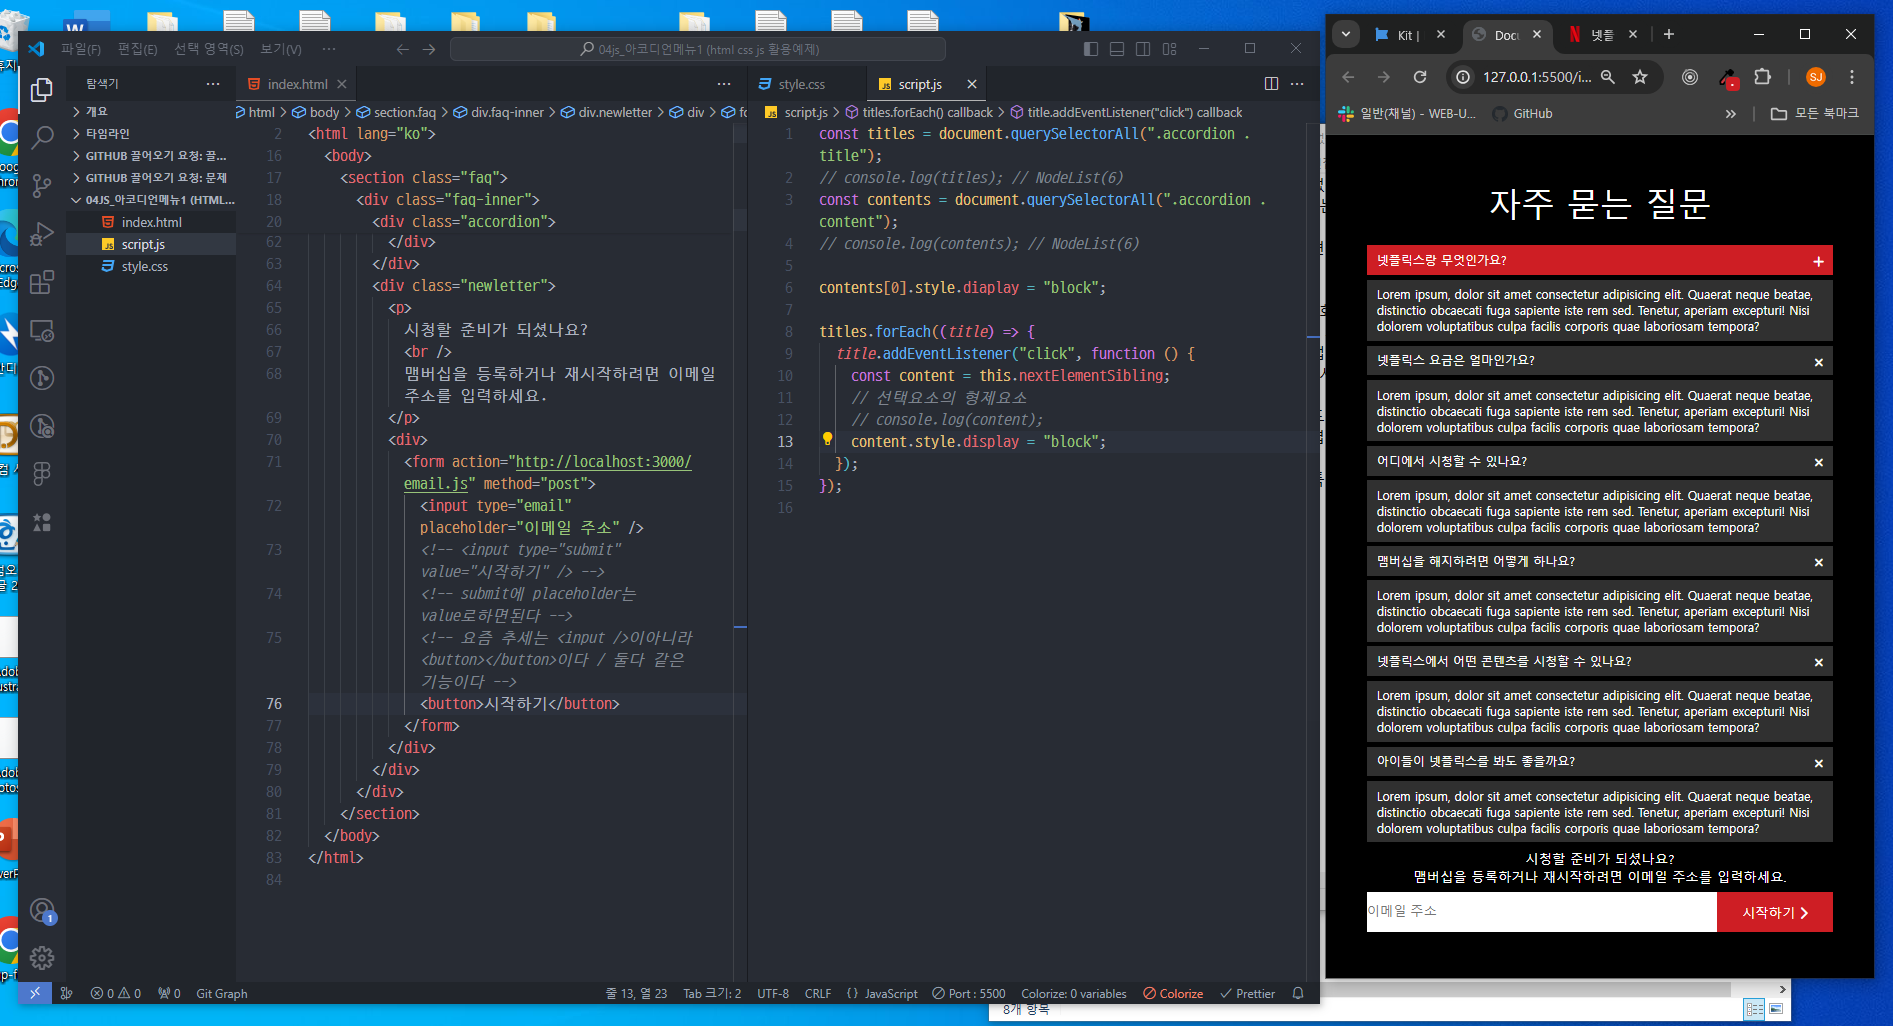 파일(F) 편집(E) 선택 영역(S) 보기(V) ··· 04js_아코디언메뉴1 (html css js 활용예제)
탐색기 ···
개요
타임라인
GITHUB 끌어오기 요청: 끌...
GITHUB 끌어오기 요청: 문제
04JS_아코디언메뉴1 (HTML...
index.html
script.js
style.css
index.html
html > body > section.faq > div.faq-inner > div.newletter > div > fo
2 <html lang="ko">
16 <body>
17 <section class="faq">
18 <div class="faq-inner">
20 <div class="accordion">
62 </div>
63 </div>
64 <div class="newletter">
65 <p>
66 시청할 준비가 되셨나요?
67 <br />
68 맴버십을 등록하거나 재시작하려면 이메일
주소를 입력하세요.
69 </p>
70 <div>
71 <form action="http://localhost:3000/
email.js" method="post">
72 <input type="email"
placeholder="이메일 주소" />
73 <!-- <input type="submit"
value="시작하기" /> -->
74 <!-- submit에 placeholder는
value로하면된다 -->
75 <!-- 요즘 추세는 <input />이아니라
<button></button>이다 / 둘다 같은
기능이다 -->
76 <button>시작하기</button>
77 </form>
78 </div>
79 </div>
80 </div>
81 </section>
82 </body>
83 </html>
84
style.css script.js
script.js > titles.forEach() callback > title.addEventListener("click") callback
1 const titles = document.querySelectorAll(".accordion .
title");
2 // console.log(titles); // NodeList(6)
3 const contents = document.querySelectorAll(".accordion .
content");
4 // console.log(contents); // NodeList(6)
5
6 contents[0].style.diaplay = "block";
7
8 titles.forEach((title) => {
9 title.addEventListener("click", function () {
10 const content = this.nextElementSibling;
11 // 선택요소의 형제요소
12 // console.log(content);
13 content.style.display = "block";
14 });
15 });
16
0 0 0 Git Graph 줄 13, 열 23 Tab 크기: 2 UTF-8 CRLF {} JavaScript Port : 5500 Colorize: 0 variables Colorize Prettier
Kit | Docu 넷플
127.0.0.1:5500/i... SJ
일반(채널) - WEB-U... GitHub » 모든 북마크
자주 묻는 질문
넷플릭스랑 무엇인가요?
Lorem ipsum, dolor sit amet consectetur adipisicing elit. Quaerat neque beatae,
distinctio obcaecati fuga sapiente iste rem sed. Tenetur, aperiam excepturi! Nisi
dolorem voluptatibus culpa facilis corporis quae laboriosam tempora?
넷플릭스 요금은 얼마인가요?
Lorem ipsum, dolor sit amet consectetur adipisicing elit. Quaerat neque beatae,
distinctio obcaecati fuga sapiente iste rem sed. Tenetur, aperiam excepturi! Nisi
dolorem voluptatibus culpa facilis corporis quae laboriosam tempora?
어디에서 시청할 수 있나요?
Lorem ipsum, dolor sit amet consectetur adipisicing elit. Quaerat neque beatae,
distinctio obcaecati fuga sapiente iste rem sed. Tenetur, aperiam excepturi! Nisi
dolorem voluptatibus culpa facilis corporis quae laboriosam tempora?
맴버십을 해지하려면 어떻게 하나요?
Lorem ipsum, dolor sit amet consectetur adipisicing elit. Quaerat neque beatae,
distinctio obcaecati fuga sapiente iste rem sed. Tenetur, aperiam excepturi! Nisi
dolorem voluptatibus culpa facilis corporis quae laboriosam tempora?
넷플릭스에서 어떤 콘텐츠를 시청할 수 있나요?
Lorem ipsum, dolor sit amet consectetur adipisicing elit. Quaerat neque beatae,
distinctio obcaecati fuga sapiente iste rem sed. Tenetur, aperiam excepturi! Nisi
dolorem voluptatibus culpa facilis corporis quae laboriosam tempora?
아이들이 넷플릭스를 봐도 좋을까요?
Lorem ipsum, dolor sit amet consectetur adipisicing elit. Quaerat neque beatae,
distinctio obcaecati fuga sapiente iste rem sed. Tenetur, aperiam excepturi! Nisi
dolorem voluptatibus culpa facilis corporis quae laboriosam tempora?
시청할 준비가 되셨나요?
맴버십을 등록하거나 재시작하려면 이메일 주소를 입력하세요.
이메일 주소 시작하기
8개 항목